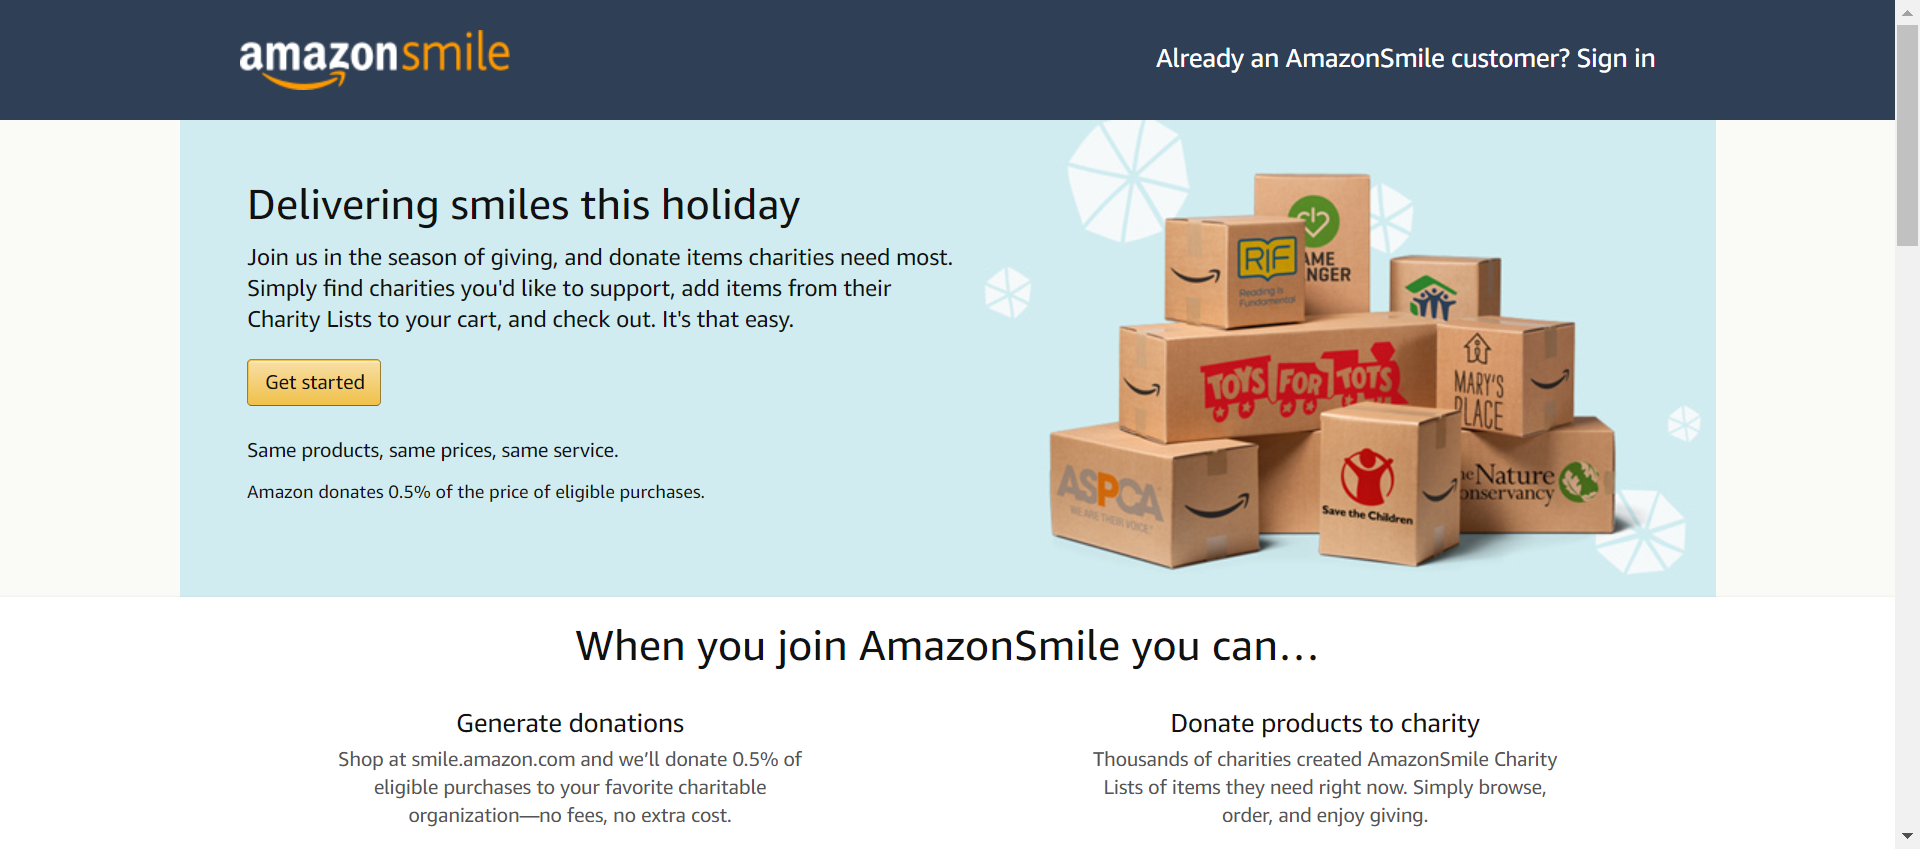 amazonsmile
Already an AmazonSmile customer? Sign in
Delivering smiles this holiday
Join us in the season of giving, and donate items charities need most.
Simply find charities you'd like to support, add items from their
Charity Lists to your cart, and check out. It's that easy.
Get started
Same products, same prices, same service.
Amazon donates 0.5% of the price of eligible purchases.
RIF
Reading Is
Fundamental
AME
NGER
TOYS FOR TOTS
MARY'S
PLACE
ASPCA
WE ARE THEIR VOICE
Save the Children
he Nature
onservancy
When you join AmazonSmile you can…
Generate donations
Shop at smile.amazon.com and we’ll donate 0.5% of
eligible purchases to your favorite charitable
organization—no fees, no extra cost.
Donate products to charity
Thousands of charities created AmazonSmile Charity
Lists of items they need right now. Simply browse,
order, and enjoy giving.